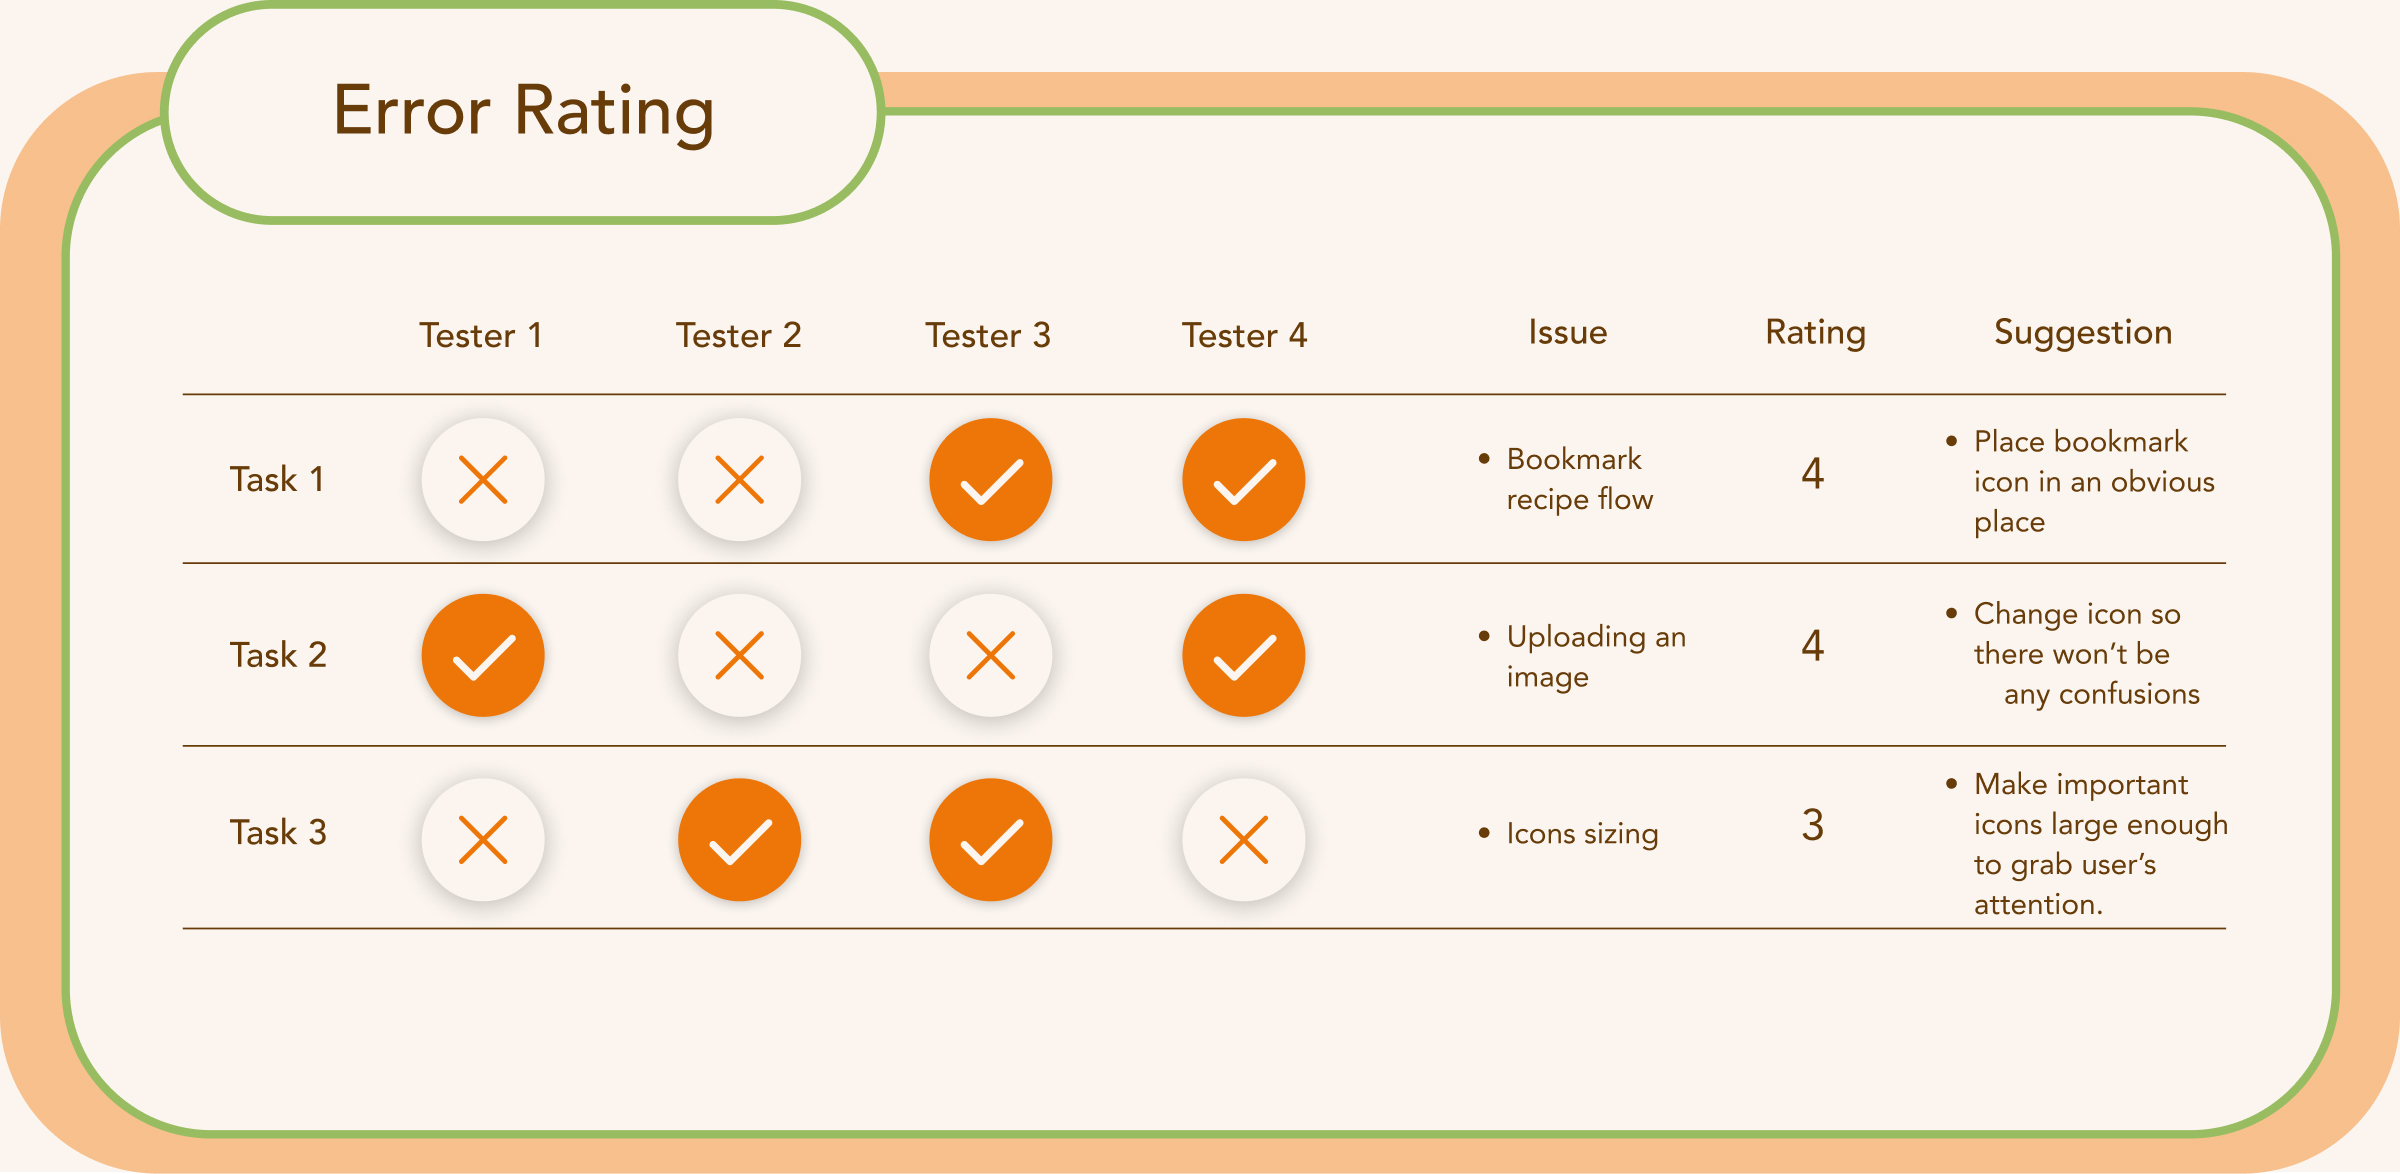 Error Rating
Tester 1
Tester 2
Tester 3
Tester 4
Issue
Rating
Suggestion
Task 1
Bookmark
recipe flow
4
Place bookmark
icon in an obvious
place
Task 2
Uploading an
image
4
Change icon so
there won’t be
any confusions
Task 3
Icons sizing
3
Make important
icons large enough
to grab user’s
attention.